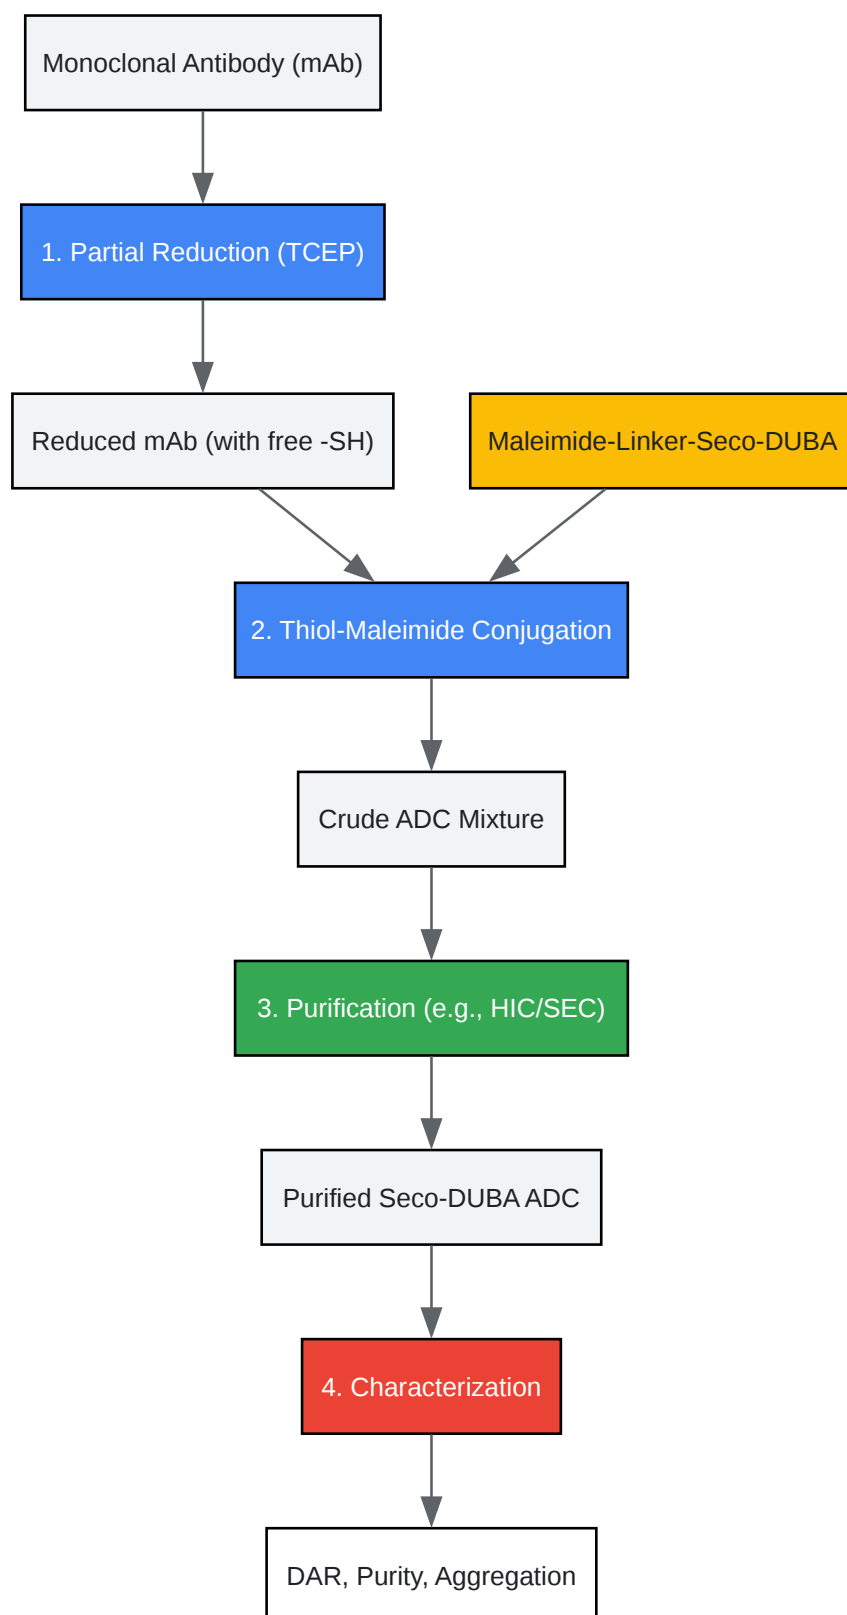 Monoclonal Antibody (mAb)
1. Partial Reduction (TCEP)
Reduced mAb (with free -SH)
Maleimide-Linker-Seco-DUBA
2. Thiol-Maleimide Conjugation
Crude ADC Mixture
3. Purification (e.g., HIC/SEC)
Purified Seco-DUBA ADC
4. Characterization
DAR, Purity, Aggregation